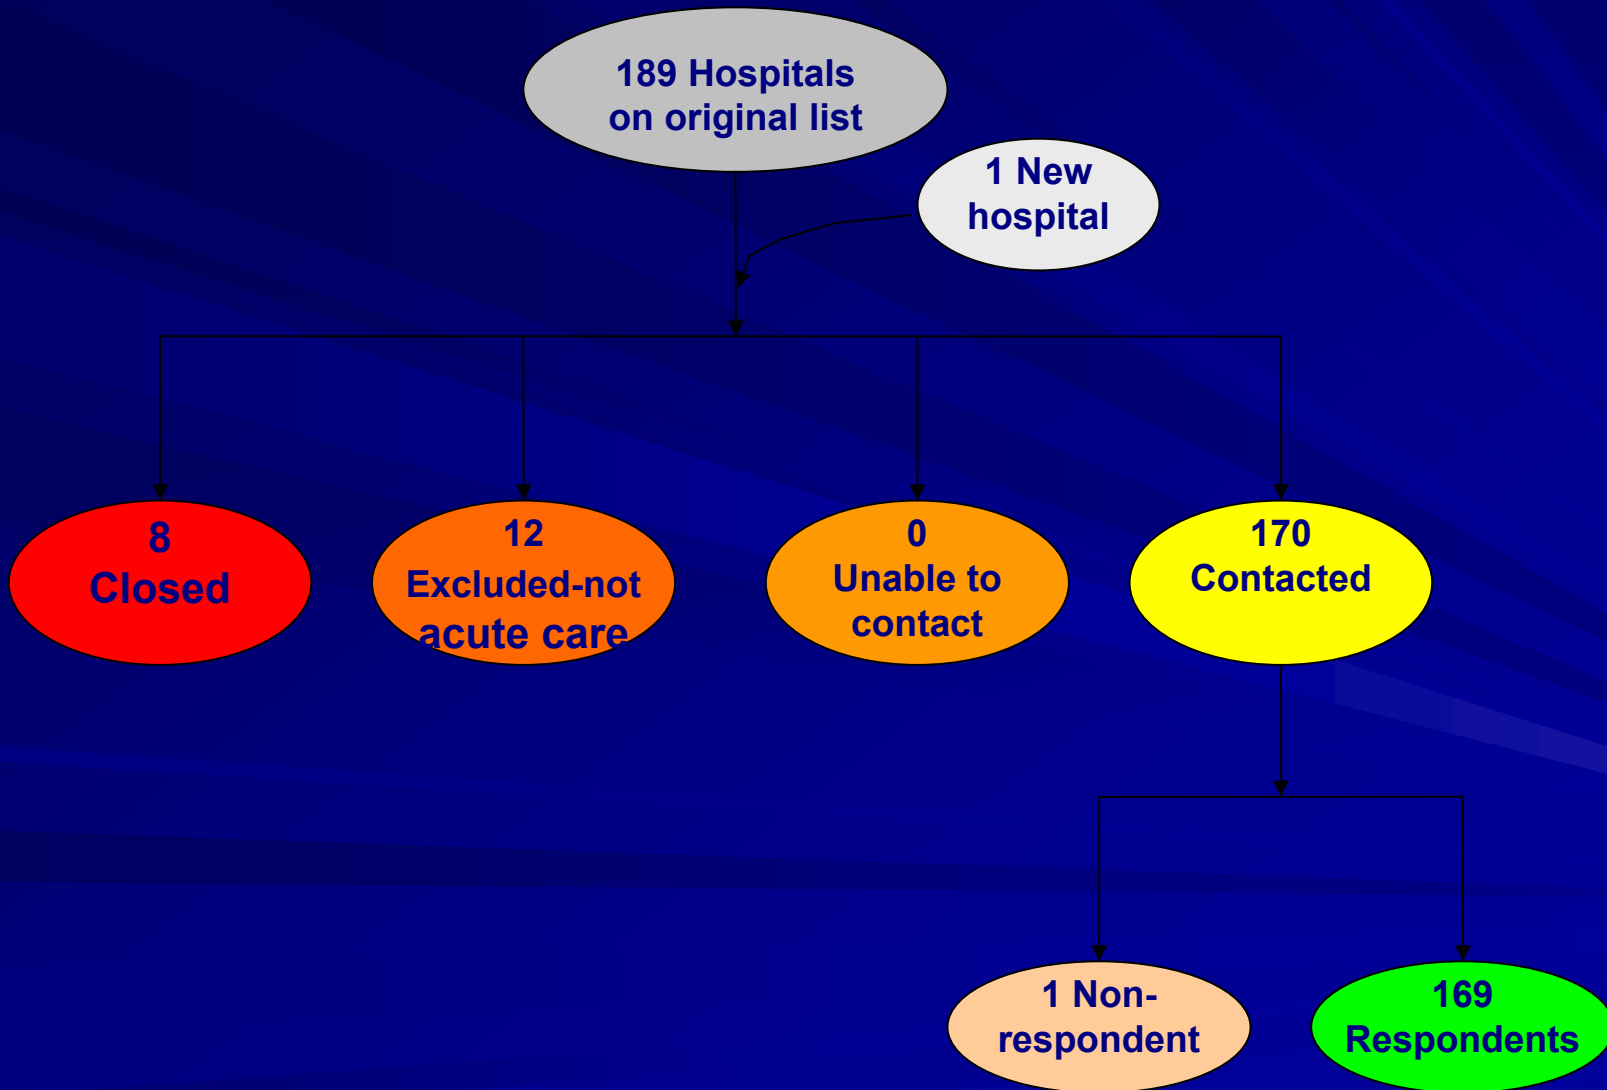 189 Hospitals
on original list
1 New
hospital
8
Closed
12
Excluded-not
acute care
0
Unable to
contact
170
Contacted
1 Non-
respondent
169
Respondents